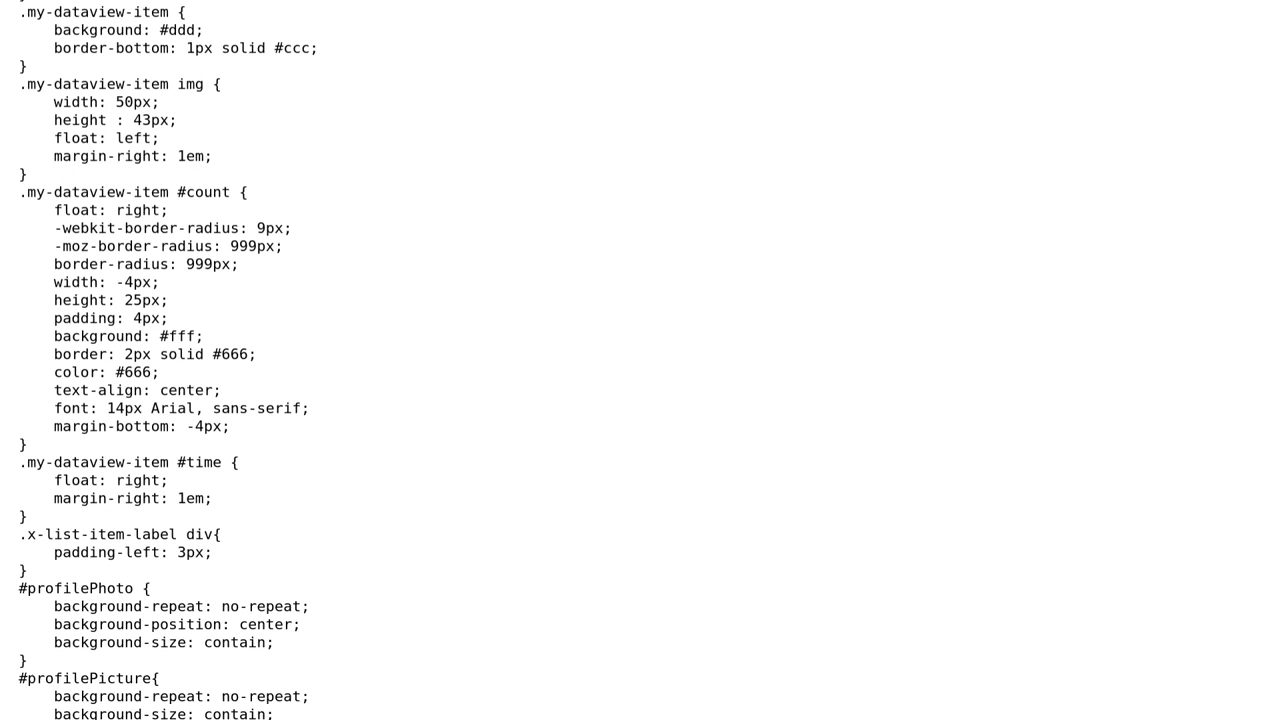 .my-dataview-item {
    background: #ddd;
    border-bottom: 1px solid #ccc;
}
.my-dataview-item img {
    width: 50px;
    height : 43px;
    float: left;
    margin-right: 1em;
}
.my-dataview-item #count {
    float: right;
    -webkit-border-radius: 9px;
    -moz-border-radius: 999px;
    border-radius: 999px;
    width: -4px;
    height: 25px;
    padding: 4px;
    background: #fff;
    border: 2px solid #666;
    color: #666;
    text-align: center;
    font: 14px Arial, sans-serif;
    margin-bottom: -4px;
}
.my-dataview-item #time {
    float: right;
    margin-right: 1em;
}
.x-list-item-label div{
    padding-left: 3px;
}
#profilePhoto {
    background-repeat: no-repeat;
    background-position: center;
    background-size: contain;
}
#profilePicture{
    background-repeat: no-repeat;
    background-size: contain;